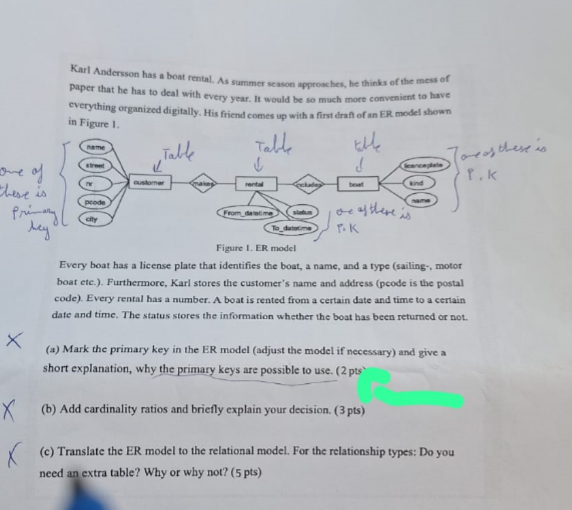 Karl Andersson has a boat rental. As summer season approaches, he thinks of the mess of
paper that he has to deal with every year. It would be so much more convenient to have
everything organized digitally. His friend comes up with a first draft of an ER model shown
in Figure 1.
Table
Table
one of these is
P.K
one of
these is
Primary
key
name
street
nr
pcode
city
customer
makes
rental
includes
boat
licenceplate
kind
name
From_datetime
status
To_datetime
one of there is
P.K
Figure 1. ER model
Every boat has a license plate that identifies the boat, a name, and a type (sailing-, motor
boat etc.). Furthermore, Karl stores the customer's name and address (pcode is the postal
code). Every rental has a number. A boat is rented from a certain date and time to a certain
date and time. The status stores the information whether the boat has been returned or not.
X
(a) Mark the primary key in the ER model (adjust the model if necessary) and give a
short explanation, why the primary keys are possible to use. (2 pts)
X (b) Add cardinality ratios and briefly explain your decision. (3 pts)
X (c) Translate the ER model to the relational model. For the relationship types: Do you
need an extra table? Why or why not? (5 pts)